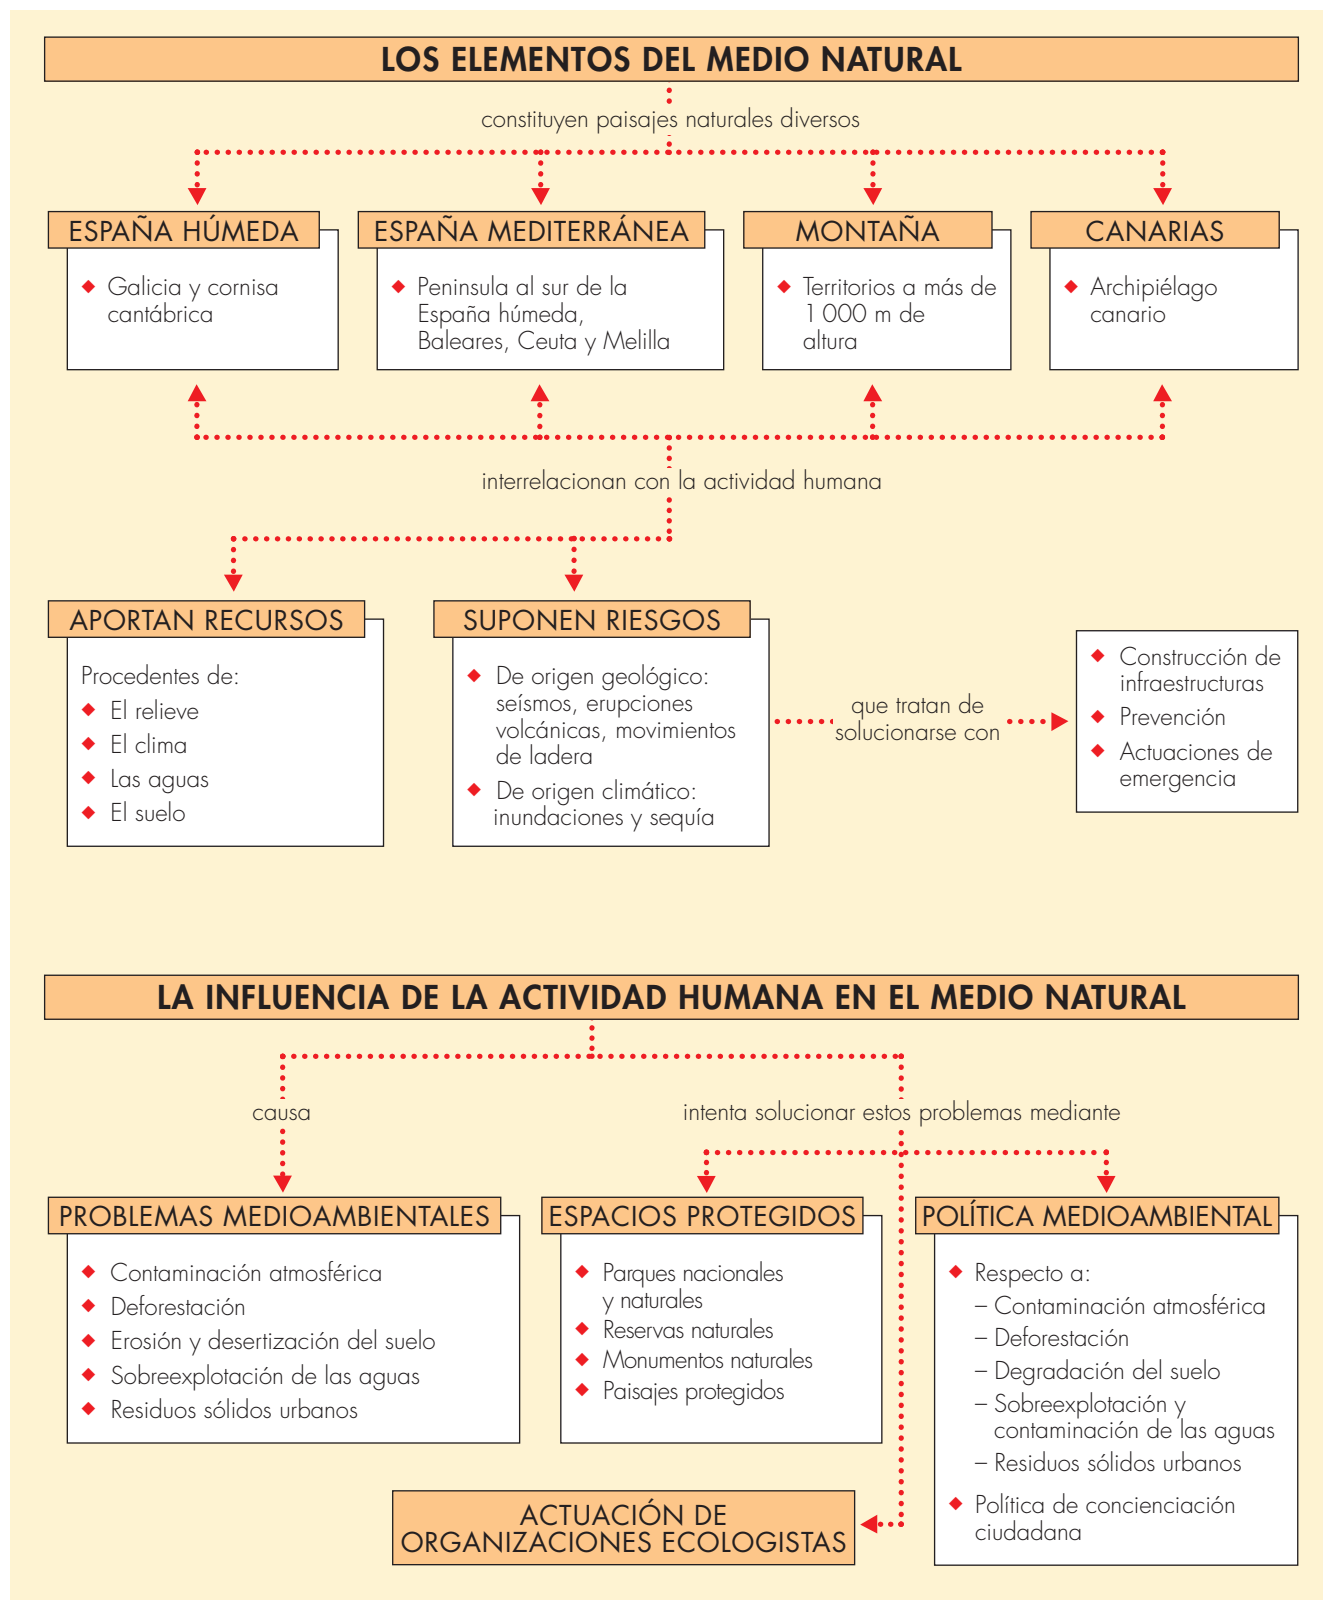 LOS ELEMENTOS DEL MEDIO NATURAL
constituyen paisajes naturales diversos
ESPAÑA HÚMEDA
◆ Galicia y cornisa
cantábrica
ESPAÑA MEDITERRÁNEA
◆ Peninsula al sur de la
España húmeda,
Baleares, Ceuta y Melilla
MONTAÑA
◆ Territorios a más de
1 000 m de
altura
CANARIAS
◆ Archipiélago
canario
interrelacionan con la actividad humana
APORTAN RECURSOS
Procedentes de:
◆ El relieve
◆ El clima
◆ Las aguas
◆ El suelo
SUPONEN RIESGOS
◆ De origen geológico:
seísmos, erupciones
volcánicas, movimientos
de ladera
◆ De origen climático:
inundaciones y sequía
que tratan de
solucionarse con
◆ Construcción de
infraestructuras
◆ Prevención
◆ Actuaciones de
emergencia
LA INFLUENCIA DE LA ACTIVIDAD HUMANA EN EL MEDIO NATURAL
causa
intenta solucionar estos problemas mediante
PROBLEMAS MEDIOAMBIENTALES
◆ Contaminación atmosférica
◆ Deforestación
◆ Erosión y desertización del suelo
◆ Sobreexplotación de las aguas
◆ Residuos sólidos urbanos
ESPACIOS PROTEGIDOS
◆ Parques nacionales
y naturales
◆ Reservas naturales
◆ Monumentos naturales
◆ Paisajes protegidos
POLÍTICA MEDIOAMBIENTAL
◆ Respecto a:
– Contaminación atmosférica
– Deforestación
– Degradación del suelo
– Sobreexplotación y
contaminación de las aguas
– Residuos sólidos urbanos
◆ Política de concienciación
ciudadana
ACTUACIÓN DE
ORGANIZACIONES ECOLOGISTAS